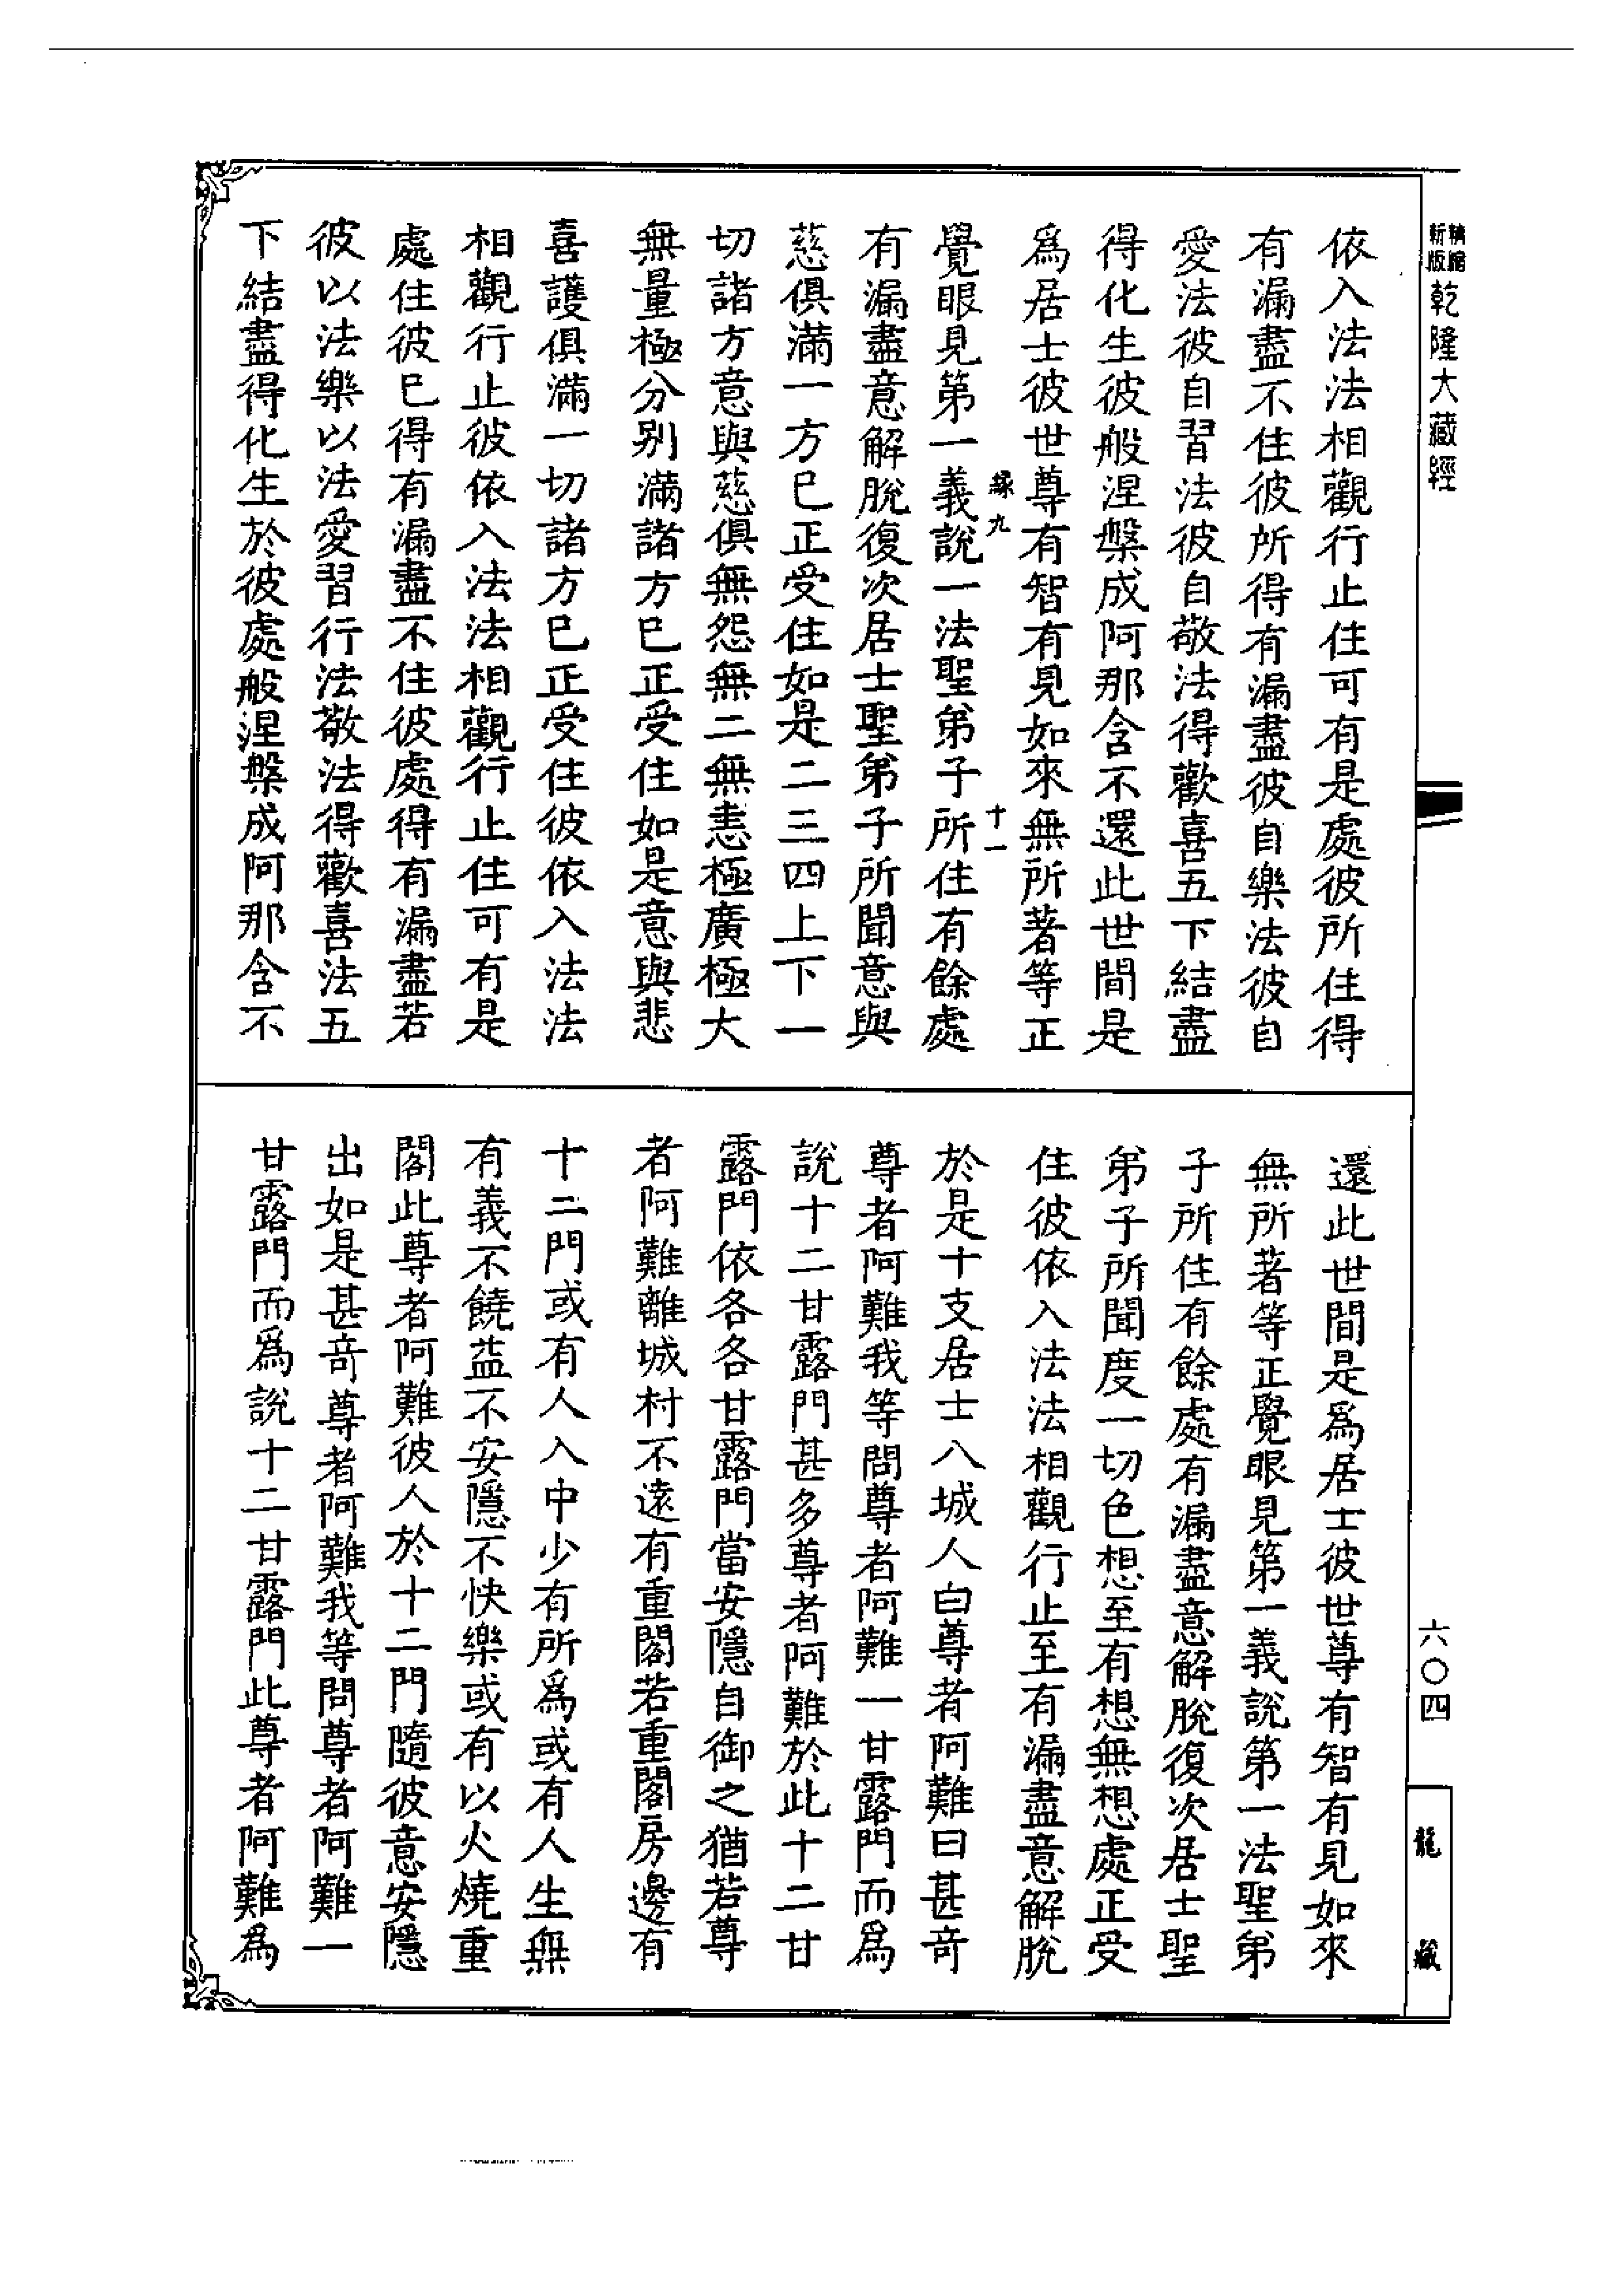 精縮新版乾隆大藏經
依入法法相觀行止住可有是處彼所住得
有漏盡不住彼所得有漏盡彼自樂法彼自
愛法彼自習法彼自敬法得歡喜五下結盡
得化生彼般涅槃成阿那含不還此世間是
爲居士彼世尊有智有見如來無所著等正
緣九
十一
覺眼見第一義說一法聖弟子所住有餘處
有漏盡意解脫復次居士聖弟子所聞意與
慈俱滿一方已正受住如是二三四上下一
切諸方意與慈俱無怨無二無恚極廣極大
無量極分別滿諸方已正受住如是意與悲
喜護俱滿一切諸方已正受住彼依入法法
相觀行止彼依入法法相觀行止住可有是
處住彼已得有漏盡不住彼處得有漏盡若
彼以法樂以法愛習行法敬法得歡喜法五
下結盡得化生於彼處般涅槃成阿那含不
還此世間是爲居士彼世尊有智有見如來
無所著等正覺眼見第一義說第一法聖弟
子所住有餘處有漏盡意解脫復次居士聖
弟子所聞度一切色想至有想無想處正受
住彼依入法法相觀行止至有漏盡意解脫
於是十支居士八城人白尊者阿難曰甚奇
尊者阿難我等問尊者阿難一甘露門而爲
說十二甘露門甚多尊者阿難於此十二甘
露門依各各甘露門當安隱自御之猶若尊
者阿難離城村不遠有重閣若重閣房邊有
十二門或有人入中少有所爲或有人生無
有義不饒益不安隱不快樂或有以火燒重
閣此尊者阿難彼人於十二門隨彼意安隱
出如是甚奇尊者阿難我等問尊者阿難一
甘露門而爲說十二甘露門此尊者阿難爲
六〇四
龍藏